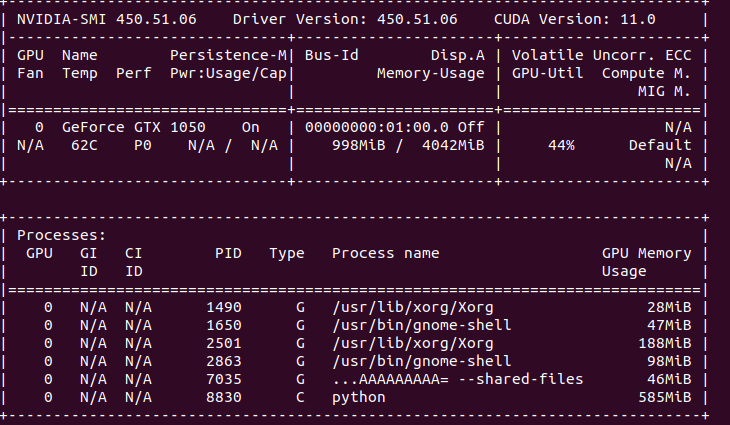 +-----------------------------------------------------------------------------+
| NVIDIA-SMI 450.51.06    Driver Version: 450.51.06    CUDA Version: 11.0     |
|-------------------------------+----------------------+----------------------+
| GPU  Name        Persistence-M| Bus-Id        Disp.A | Volatile Uncorr. ECC |
| Fan  Temp  Perf  Pwr:Usage/Cap|         Memory-Usage | GPU-Util  Compute M. |
|                               |                      |               MIG M. |
|===============================+======================+======================|
|   0  GeForce GTX 1050    On   | 00000000:01:00.0 Off |                  N/A |
| N/A   62C    P0    N/A /  N/A |    998MiB /  4042MiB |     44%      Default |
|                               |                      |                  N/A |
+-------------------------------+----------------------+----------------------+

+-----------------------------------------------------------------------------+
| Processes:                                                                  |
|  GPU   GI   CI        PID   Type   Process name                  GPU Memory |
|        ID   ID                                                   Usage      |
|=============================================================================|
|    0   N/A  N/A      1490      G   /usr/lib/xorg/Xorg                 28MiB |
|    0   N/A  N/A      1650      G   /usr/bin/gnome-shell               47MiB |
|    0   N/A  N/A      2501      G   /usr/lib/xorg/Xorg                188MiB |
|    0   N/A  N/A      2863      G   /usr/bin/gnome-shell               98MiB |
|    0   N/A  N/A      7035      G   ...AAAAAAAAA= --shared-files       46MiB |
|    0   N/A  N/A      8830      C   python                            585MiB |
+-----------------------------------------------------------------------------+